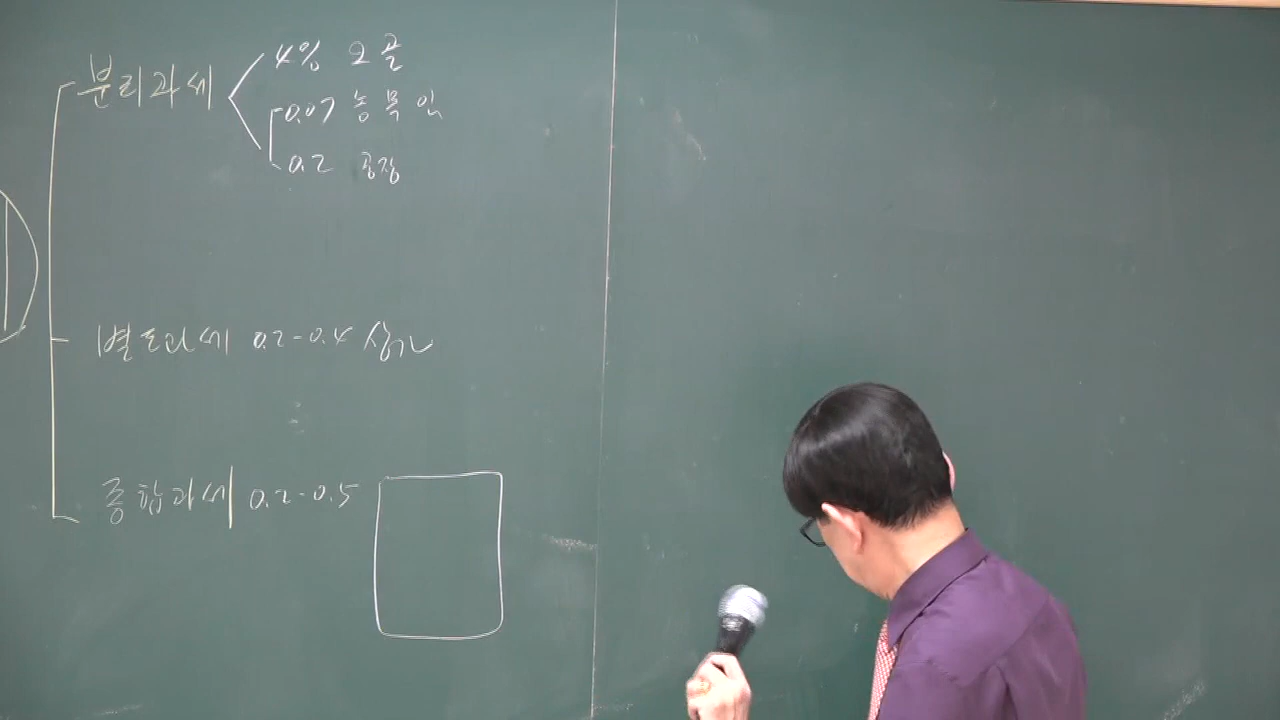 분리과세 4% 오 골
0.07 농 목 임
0.2 공장
별도과세 0.2-0.4 상가
종합과세 0.2-0.5